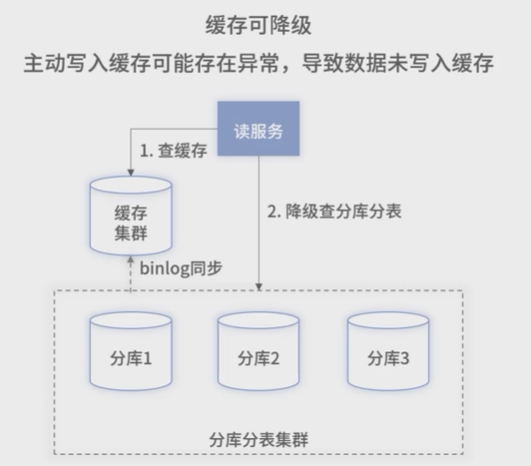 缓存可降级
主动写入缓存可能存在异常，导致数据未写入缓存
读服务
1. 查缓存
缓存
集群
2. 降级查分库分表
binlog同步
分库1
分库2
分库3
分库分表集群